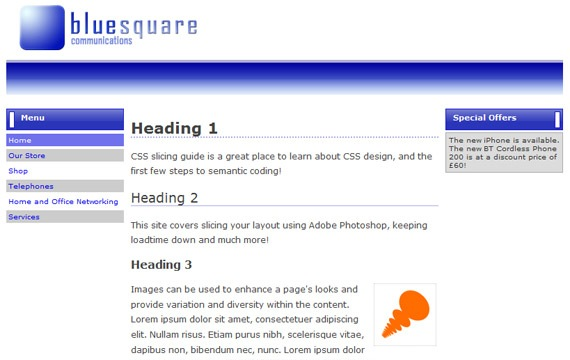 bluesquare
communications
Menu
Home
Our Store
Shop
Telephones
Home and Office Networking
Services
Heading 1
CSS slicing guide is a great place to learn about CSS design, and the
first few steps to semantic coding!
Heading 2
This site covers slicing your layout using Adobe Photoshop, keeping
loadtime down and much more!
Heading 3
Images can be used to enhance a page's looks and
provide variation and diversity within the content.
Lorem ipsum dolor sit amet, consectetuer adipiscing
elit. Nullam risus. Etiam purus nibh, scelerisque vitae,
dapibus non, bibendum nec, nunc. Lorem ipsum dolor
Special Offers
The new iPhone is available.
The new BT Cordless Phone
200 is at a discount price of
£60!